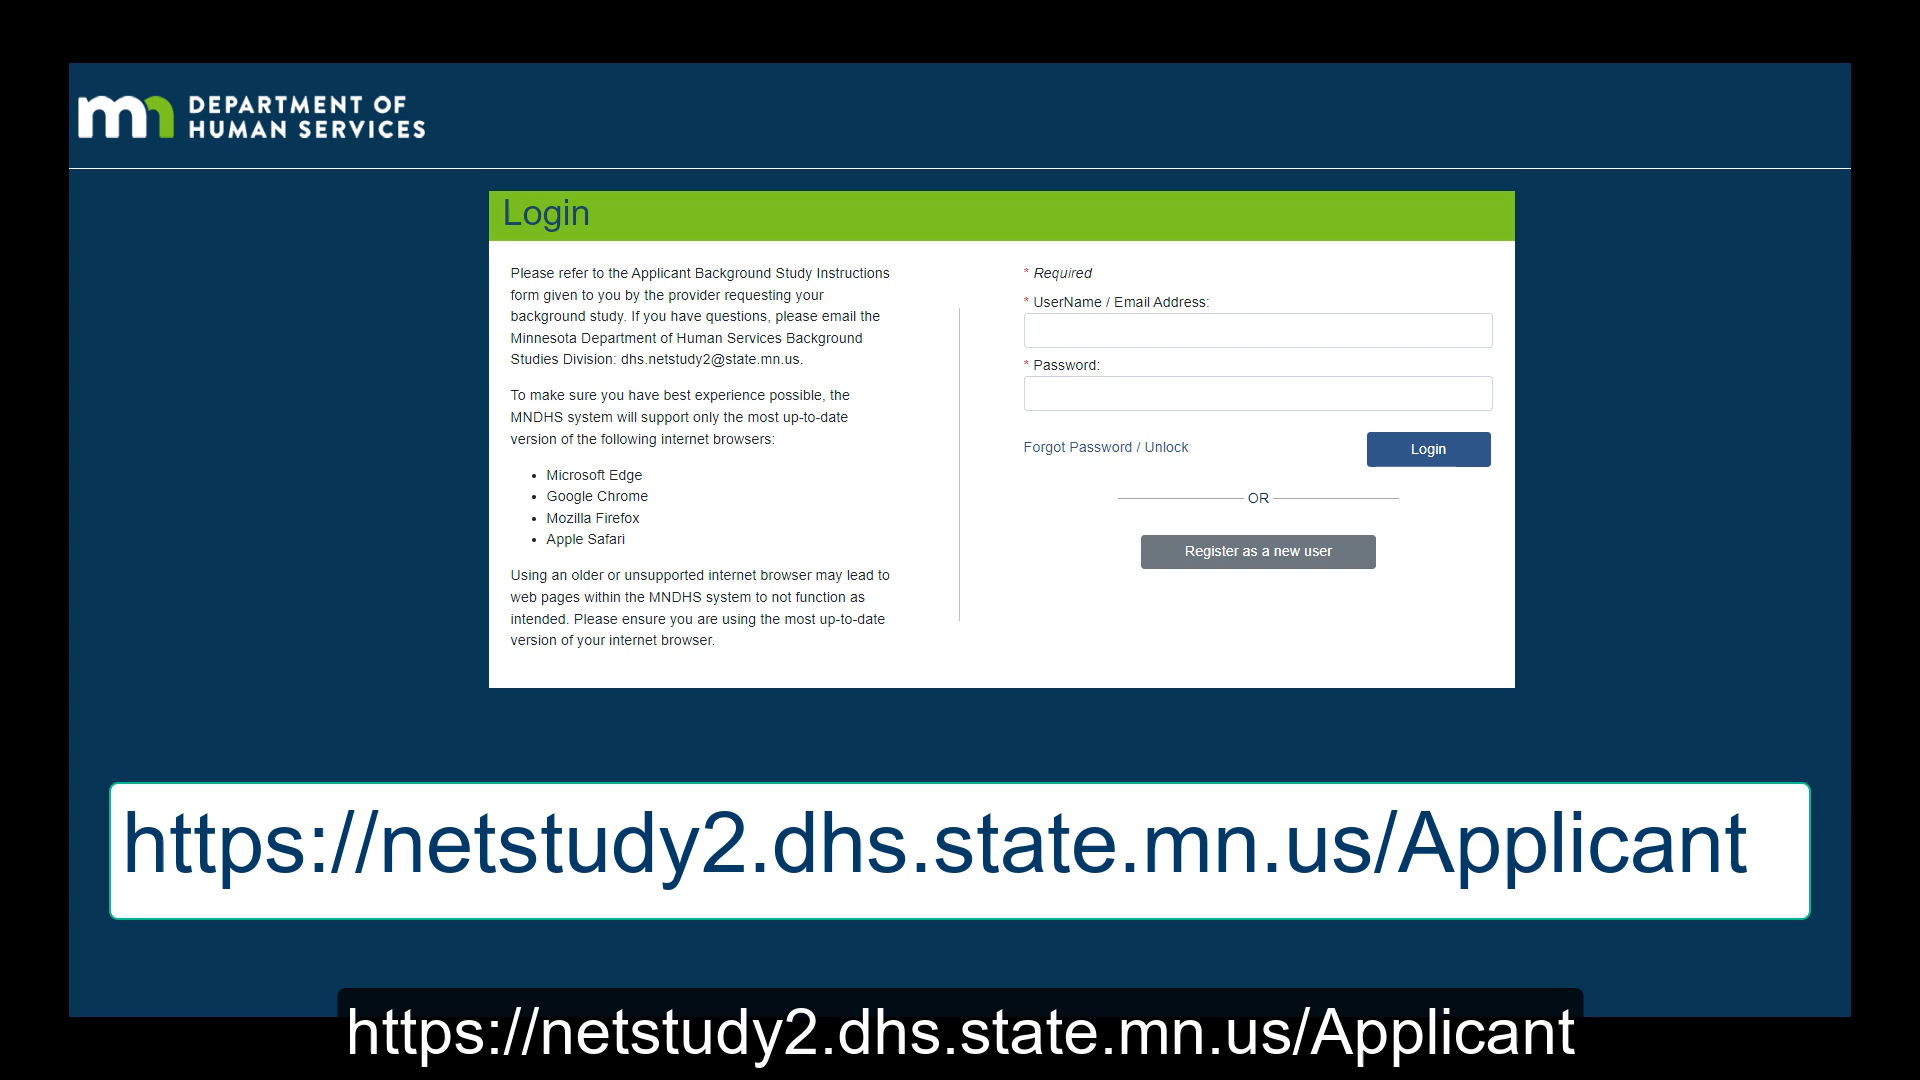 mn DEPARTMENT OF
HUMAN SERVICES
Login
Please refer to the Applicant Background Study Instructions
form given to you by the provider requesting your
background study. If you have questions, please email the
Minnesota Department of Human Services Background
Studies Division: dhs.netstudy2@state.mn.us.
To make sure you have best experience possible, the
MNDHS system will support only the most up-to-date
version of the following internet browsers:
• Microsoft Edge
• Google Chrome
• Mozilla Firefox
• Apple Safari
Using an older or unsupported internet browser may lead to
web pages within the MNDHS system to not function as
intended. Please ensure you are using the most up-to-date
version of your internet browser.
* Required
* UserName / Email Address:
* Password:
Forgot Password / Unlock
Login
OR
Register as a new user
https://netstudy2.dhs.state.mn.us/Applicant
https://netstudy2.dhs.state.mn.us/Applicant